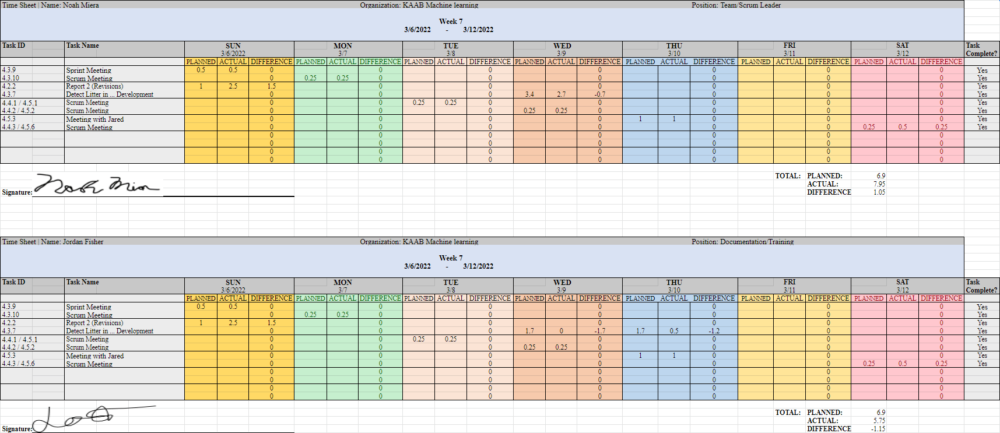 Time Sheet | Name: Noah Miera Organization: KAAB Machine learning Position: Team/Scrum Leader
Week 7
3/6/2022 - 3/12/2022
Task ID Task Name SUN MON TUE WED THU FRI SAT Task
3/6/2022 3/7 3/8 3/9 3/10 3/11 3/12 Complete?
PLANNED ACTUAL DIFFERENCE PLANNED ACTUAL DIFFERENCE PLANNED ACTUAL DIFFERENCE PLANNED ACTUAL DIFFERENCE PLANNED ACTUAL DIFFERENCE PLANNED ACTUAL DIFFERENCE PLANNED ACTUAL DIFFERENCE
4.3.9 Sprint Meeting 0.5 0.5 0 0 0 0 0 0 0 Yes
4.3.10 Scrum Meeting 0 0.25 0.25 0 0 0 0 0 0 Yes
4.2.2 Report 2 (Revisions) 1 2.5 1.5 0 0 0 0 0 0 Yes
4.3.7 Detect Litter in ... Development 0 0 0 3.4 2.7 -0.7 0 0 0 Yes
4.4.1 / 4.5.1 Scrum Meeting 0 0 0.25 0.25 0 0 0 0 0 Yes
4.4.2 / 4.5.2 Scrum Meeting 0 0 0 0.25 0.25 0 0 0 0 Yes
4.5.3 Meeting with Jared 0 0 0 0 1 1 0 0 0 Yes
4.4.3 / 4.5.6 Scrum Meeting 0 0 0 0 0 0 0.25 0.5 0.25 Yes
0 0 0 0 0 0 0
0 0 0 0 0 0 0
0 0 0 0 0 0 0
0 0 0 0 0 0 0
TOTAL: PLANNED: 6.9
ACTUAL: 7.95
Signature: Noah Miera DIFFERENCE 1.05
Time Sheet | Name: Jordan Fisher Organization: KAAB Machine learning Position: Documentation/Training
Week 7
3/6/2022 - 3/12/2022
Task ID Task Name SUN MON TUE WED THU FRI SAT Task
3/6/2022 3/7 3/8 3/9 3/10 3/11 3/12 Complete?
PLANNED ACTUAL DIFFERENCE PLANNED ACTUAL DIFFERENCE PLANNED ACTUAL DIFFERENCE PLANNED ACTUAL DIFFERENCE PLANNED ACTUAL DIFFERENCE PLANNED ACTUAL DIFFERENCE PLANNED ACTUAL DIFFERENCE
4.3.9 Sprint Meeting 0.5 0.5 0 0 0 0 0 0 0 Yes
4.3.10 Scrum Meeting 0 0.25 0.25 0 0 0 0 0 0 Yes
4.2.2 Report 2 (Revisions) 1 2.5 1.5 0 0 0 0 0 0 Yes
4.3.7 Detect Litter in ... Development 0 0 0 1.7 0 -1.7 1.7 0.5 -1.2 0 0 Yes
4.4.1 / 4.5.1 Scrum Meeting 0 0 0.25 0.25 0 0 0 0 0 Yes
4.4.2 / 4.5.2 Scrum Meeting 0 0 0 0.25 0.25 0 0 0 0 Yes
4.5.3 Meeting with Jared 0 0 0 0 1 1 0 0 0 Yes
4.4.3 / 4.5.6 Scrum Meeting 0 0 0 0 0 0 0.25 0.5 0.25 Yes
0 0 0 0 0 0 0
0 0 0 0 0 0 0
0 0 0 0 0 0 0
0 0 0 0 0 0 0
TOTAL: PLANNED: 6.9
ACTUAL: 5.75
Signature: DIFFERENCE -1.15